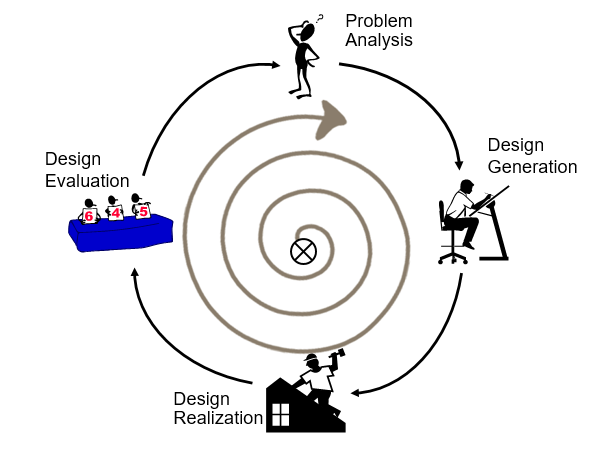 ?
Problem
Analysis
Design
Generation
Design
Evaluation
6 4 5
Design
Realization